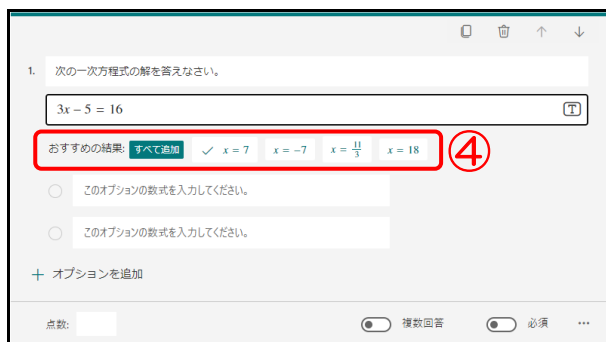 1. 次の一次方程式の解を答えなさい。
3x − 5 = 16
おすすめの結果: すべて追加 ✓ x = 7 x = −7 x = 11/3 x = 18 ④
このオプションの数式を入力してください。
このオプションの数式を入力してください。
+ オプションを追加
点数: 複数回答 必須 ...